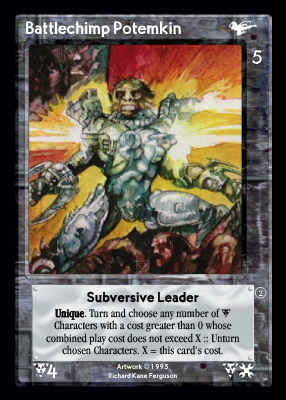 Battlechimp Potemkin
5
Subversive Leader
2
Unique. Turn and choose any number of
Characters with a cost greater than 0 whose
combined play cost does not exceed X :: Unturn
chosen Characters. X = this card's cost.
4
Artwork © 1995
Richard Kane Ferguson